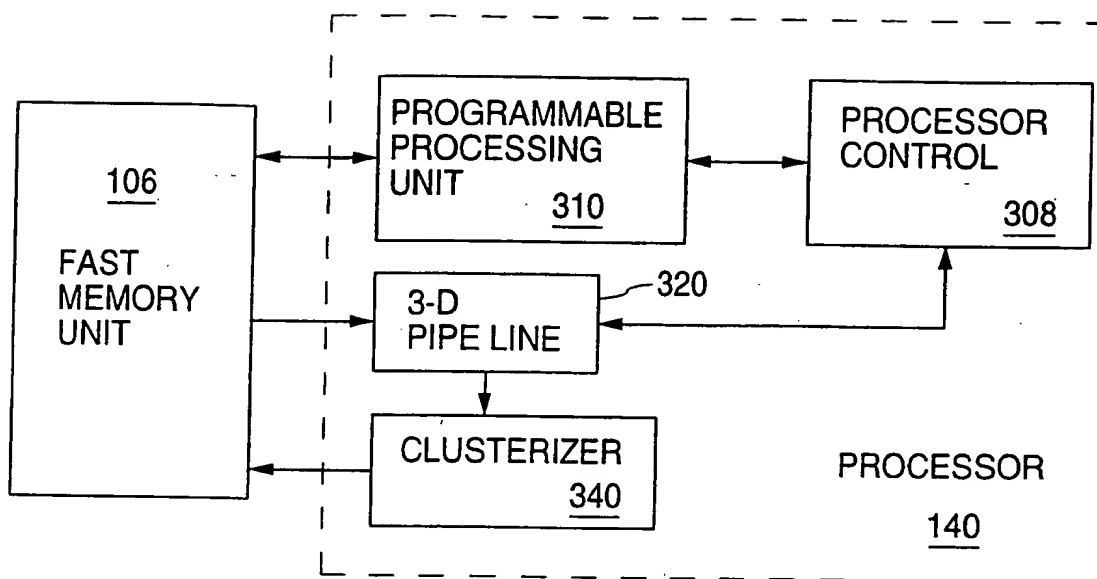 106
FAST
MEMORY
UNIT
PROGRAMMABLE
PROCESSING
UNIT
310
PROCESSOR
CONTROL
308
3-D
PIPE LINE
320
CLUSTERIZER
340
PROCESSOR
140